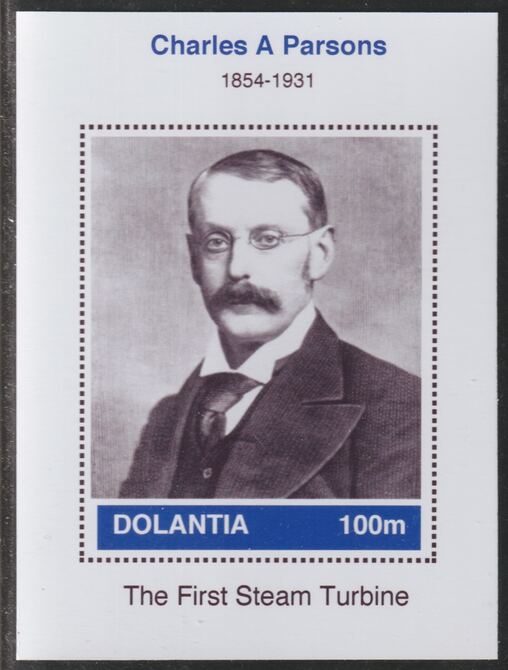 Charles A Parsons
1854-1931
DOLANTIA 100m
The First Steam Turbine